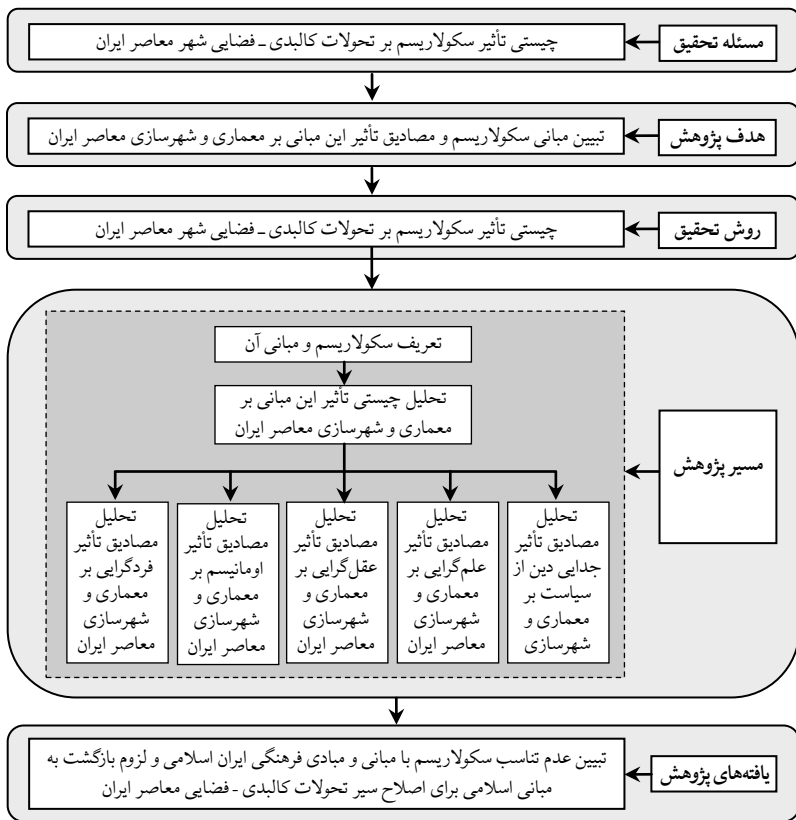 مسئله تحقیق
چیستی تأثیر سکولاریسم بر تحولات کالبدی ـ فضایی شهر معاصر ایران
هدف پژوهش
تبیین مبانی سکولاریسم و مصادیق تأثیر این مبانی بر معماری و شهرسازی معاصر ایران
روش تحقیق
چیستی تأثیر سکولاریسم بر تحولات کالبدی ـ فضایی شهر معاصر ایران
مسیر پژوهش
تعریف سکولاریسم و مبانی آن
تحلیل چیستی تأثیر این مبانی بر
معماری و شهرسازی معاصر ایران
تحلیل
مصادیق تأثیر
جدایی دین از
سیاست بر
معماری و
شهرسازی
تحلیل
مصادیق تأثیر
علم‌گرایی بر
معماری و
شهرسازی
معاصر ایران
تحلیل
مصادیق تأثیر
عقل‌گرایی بر
معماری و
شهرسازی
معاصر ایران
تحلیل
مصادیق تأثیر
اومانیسم بر
معماری و
شهرسازی
معاصر ایران
تحلیل
مصادیق تأثیر
فردگرایی بر
معماری و
شهرسازی
معاصر ایران
یافته‌های پژوهش
تبیین عدم تناسب سکولاریسم با مبانی و مبادی فرهنگی ایران اسلامی و لزوم بازگشت به
مبانی اسلامی برای اصلاح سیر تحولات کالبدی - فضایی معاصر ایران